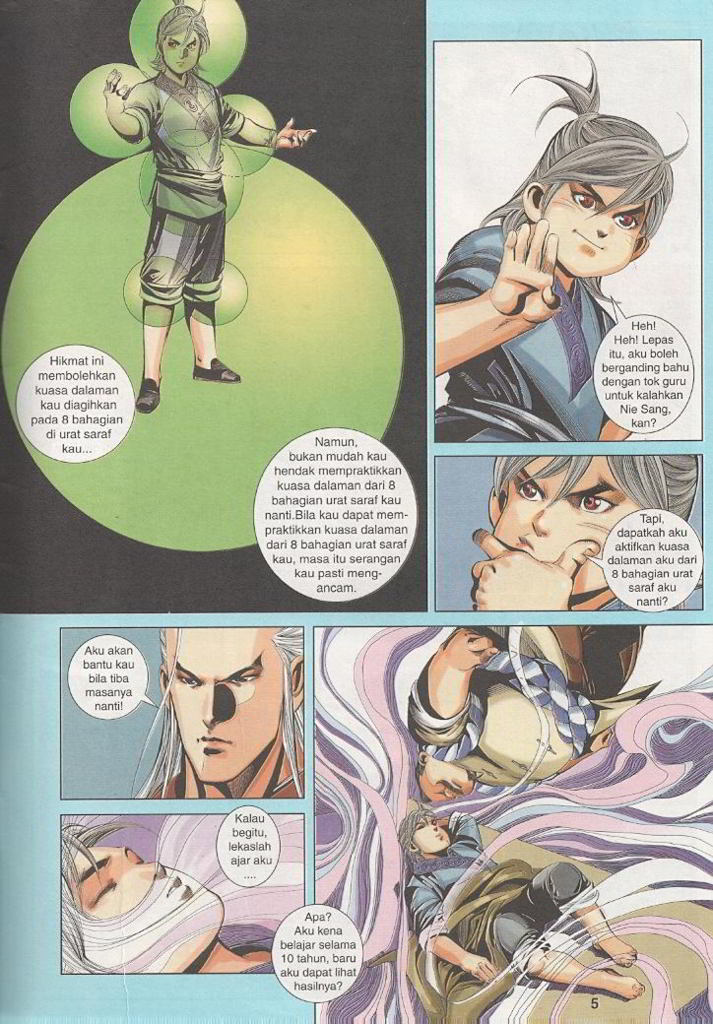 Hikmat ini
membolehkan
kuasa dalaman
kau diagihkan
pada 8 bahagian
di urat saraf
kau...
Namun,
bukan mudah kau
hendak mempraktikkan
kuasa dalaman dari 8
bahagian urat saraf kau
nanti.Bila kau dapat mem-
praktikkan kuasa dalaman
dari 8 bahagian urat saraf
kau, masa itu serangan
kau pasti meng-
ancam.
Heh!
Heh! Lepas
itu, aku boleh
berganding bahu
dengan tok guru
untuk kalahkan
Nie Sang,
kan?
Tapi,
dapatkah aku
aktifkan kuasa
dalaman aku dari
8 bahagian urat
saraf aku
nanti?
Aku akan
bantu kau
bila tiba
masanya
nanti!
Kalau
begitu,
lekaslah
ajar aku
....
Apa?
Aku kena
belajar selama
10 tahun, baru
aku dapat lihat
hasilnya?
5